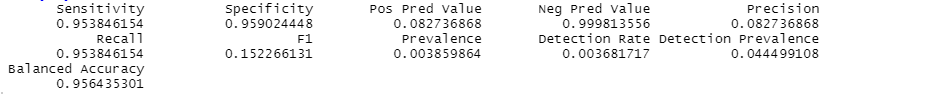 Sensitivity Specificity Pos Pred Value Neg Pred Value Precision
0.953846154 0.959024448 0.082736868 0.999813556 0.082736868
Recall F1 Prevalence Detection Rate Detection Prevalence
0.953846154 0.152266131 0.003859864 0.003681717 0.044499108
Balanced Accuracy
0.956435301